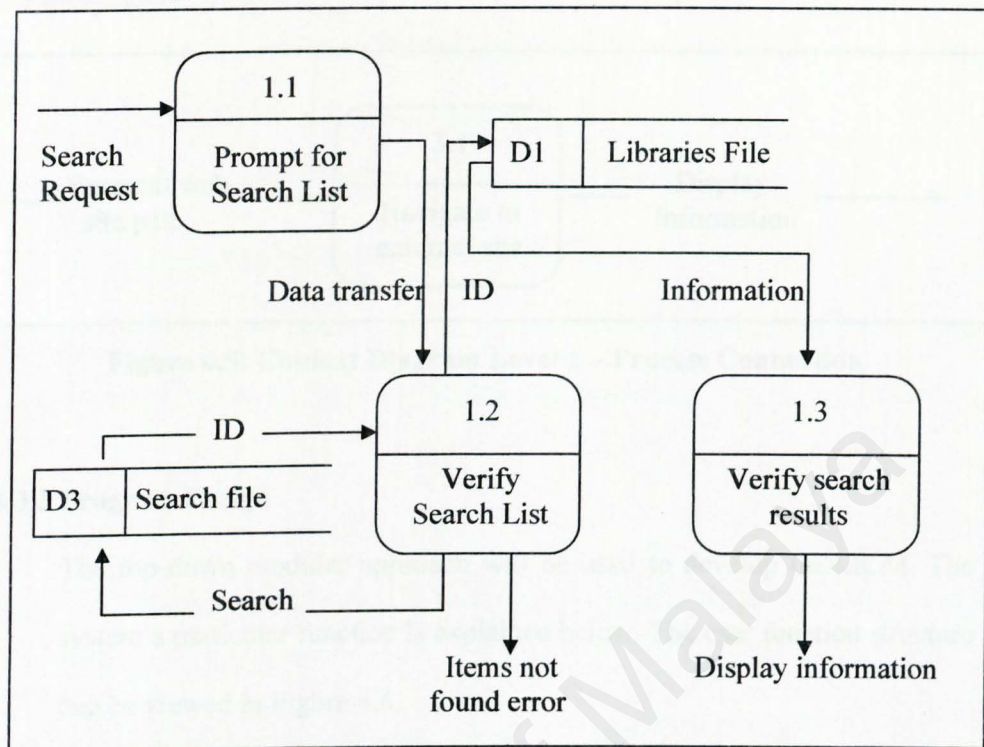 1.1
Prompt for
Search List
Search
Request
D1
Libraries File
Data transfer
ID
Information
1.2
Verify
Search List
1.3
Verify search
results
ID
D3
Search file
Search
Items not
found error
Display information
Malaya